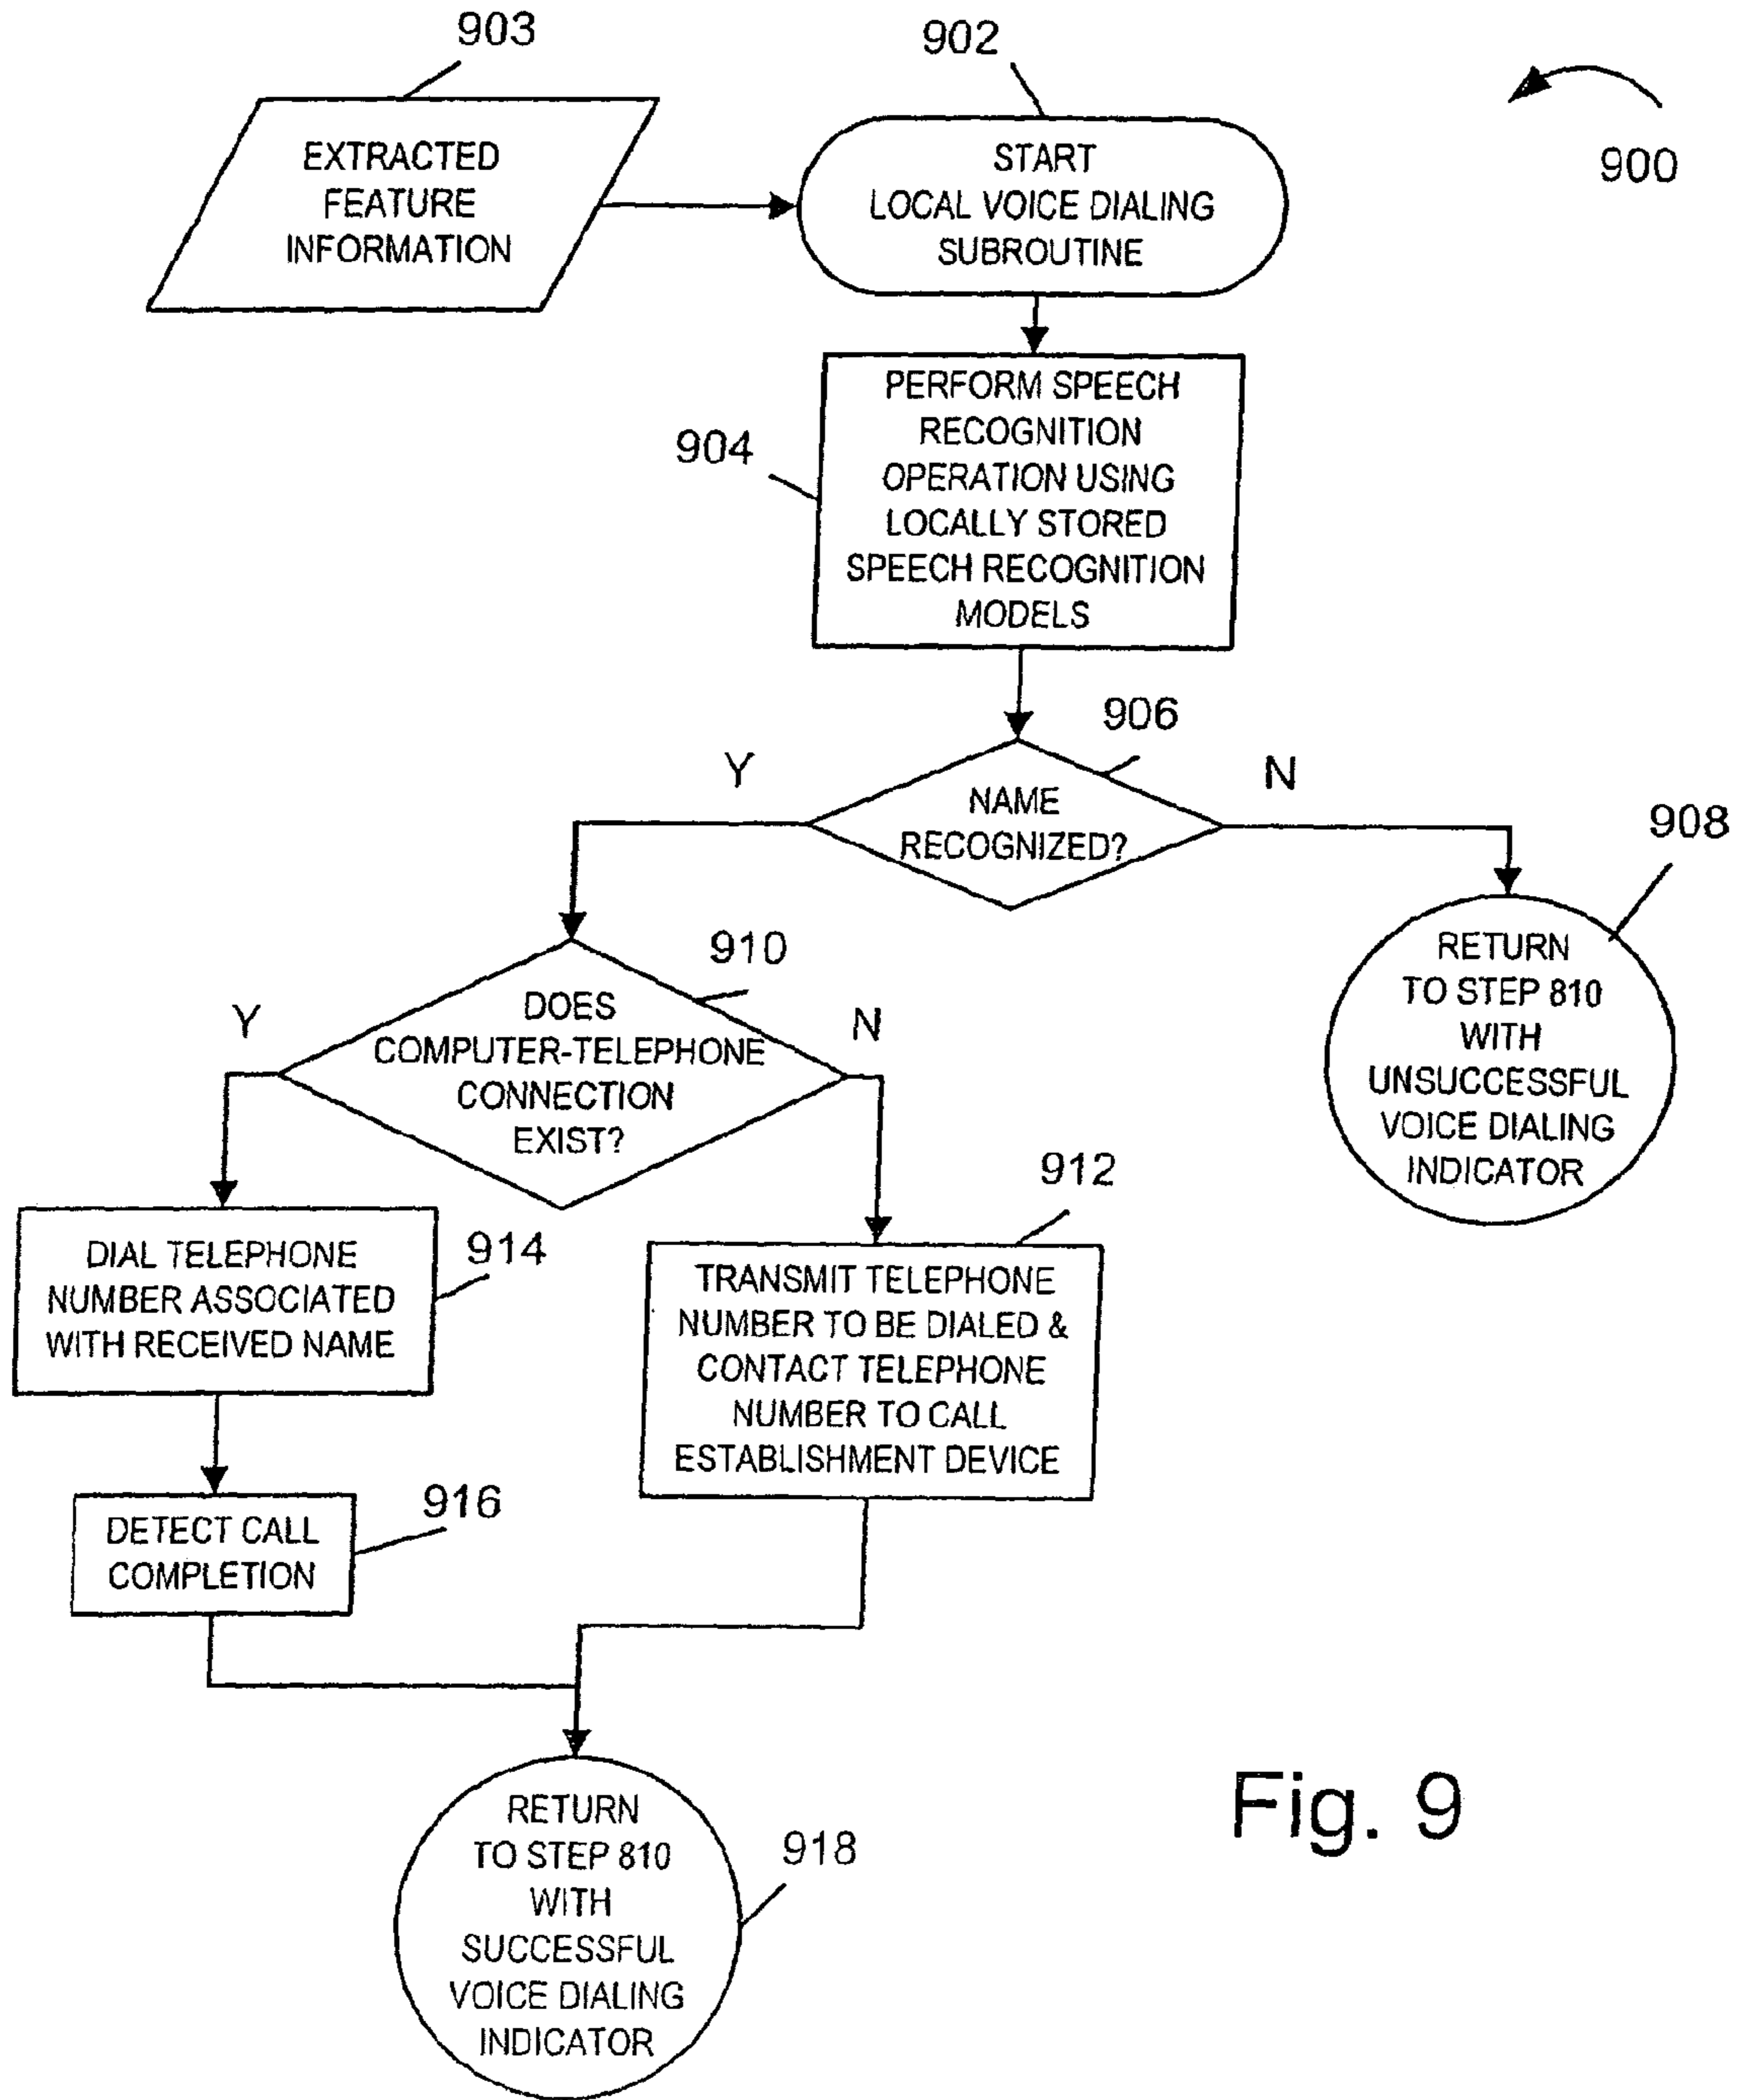 903
902
900
EXTRACTED
FEATURE
INFORMATION
START
LOCAL VOICE DIALING
SUBROUTINE
904
PERFORM SPEECH
RECOGNITION
OPERATION USING
LOCALLY STORED
SPEECH RECOGNITION
MODELS
906
Y
N
NAME
RECOGNIZED?
908
RETURN
TO STEP 810
WITH
UNSUCCESSFUL
VOICE DIALING
INDICATOR
910
Y
N
DOES
COMPUTER-TELEPHONE
CONNECTION
EXIST?
912
914
DIAL TELEPHONE
NUMBER ASSOCIATED
WITH RECEIVED NAME
TRANSMIT TELEPHONE
NUMBER TO BE DIALED &
CONTACT TELEPHONE
NUMBER TO CALL
ESTABLISHMENT DEVICE
916
DETECT CALL
COMPLETION
918
RETURN
TO STEP 810
WITH
SUCCESSFUL
VOICE DIALING
INDICATOR
Fig. 9